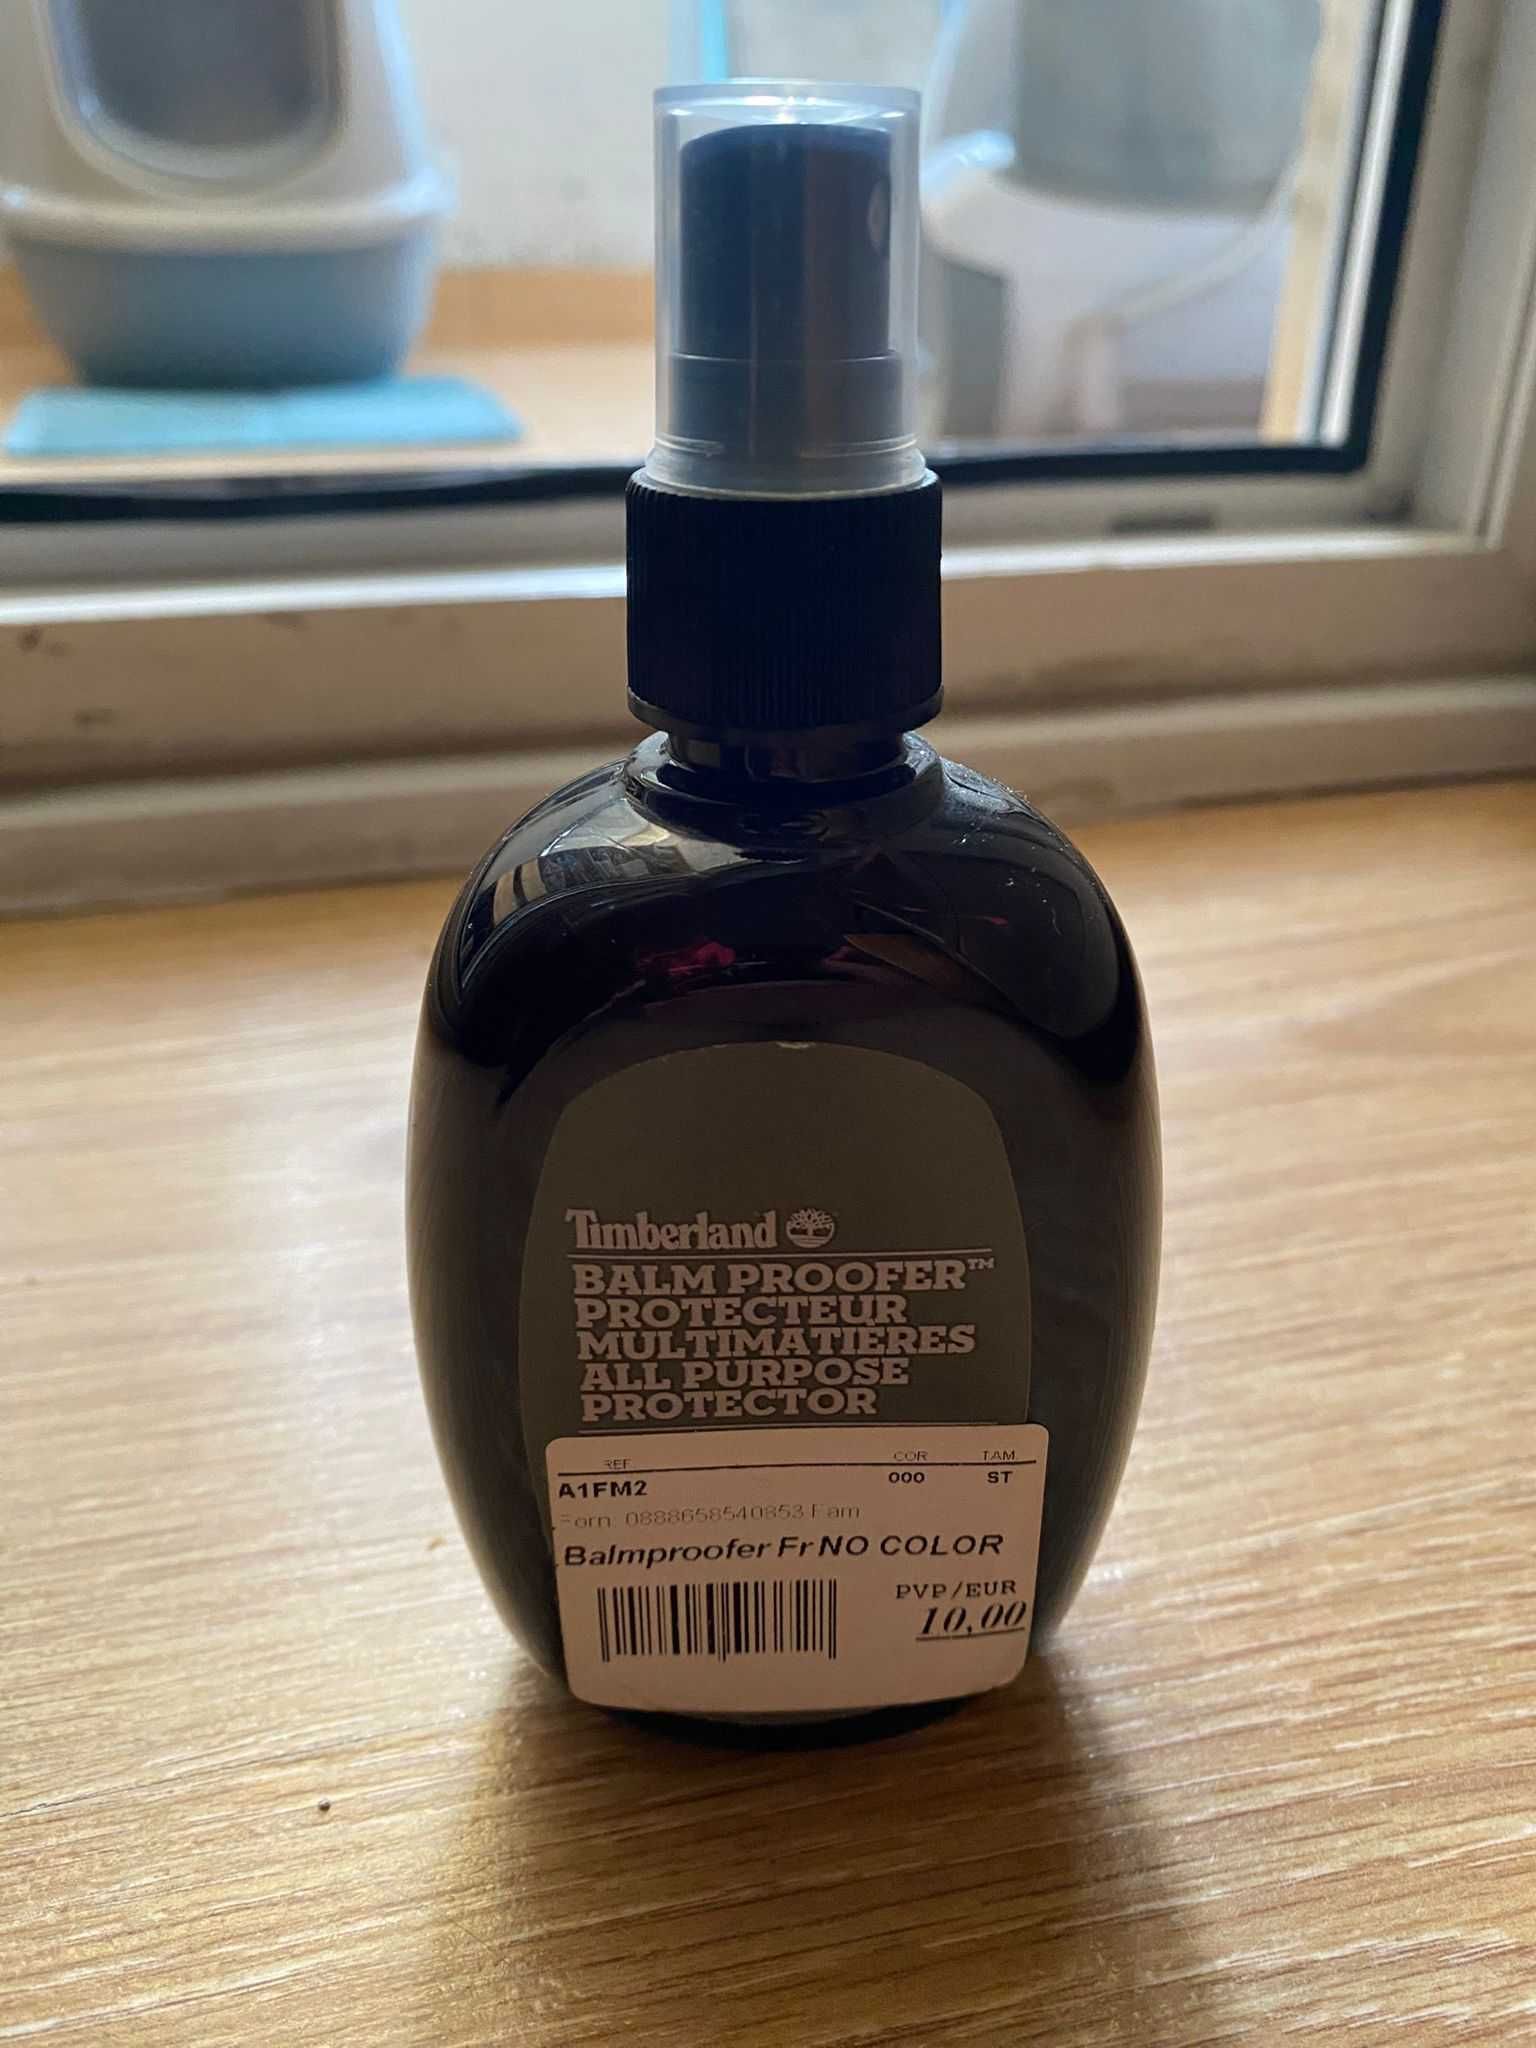 Timberland
BALM PROOFER™
PROTECTEUR
MULTIMATIÈRES
ALL PURPOSE
PROTECTOR
REF COR TAM.
A1FM2 000 ST
Forn. 0888658540853 Fam
Balmproofer Fr NO COLOR
PVP/EUR
10,00